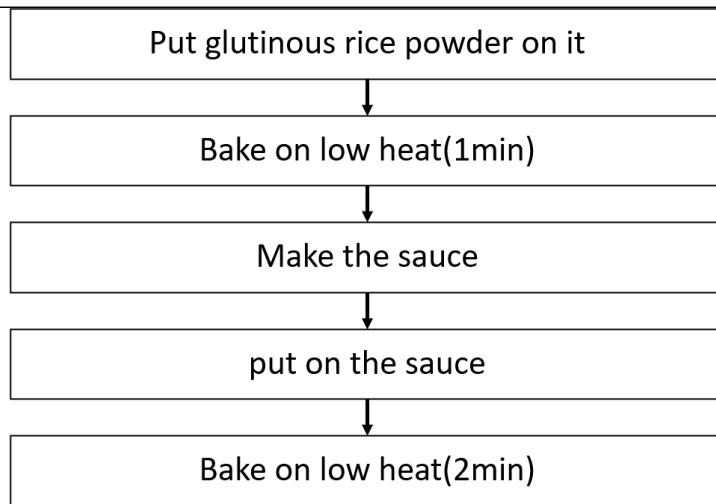 Put glutinous rice powder on it
Bake on low heat(1min)
Make the sauce
put on the sauce
Bake on low heat(2min)